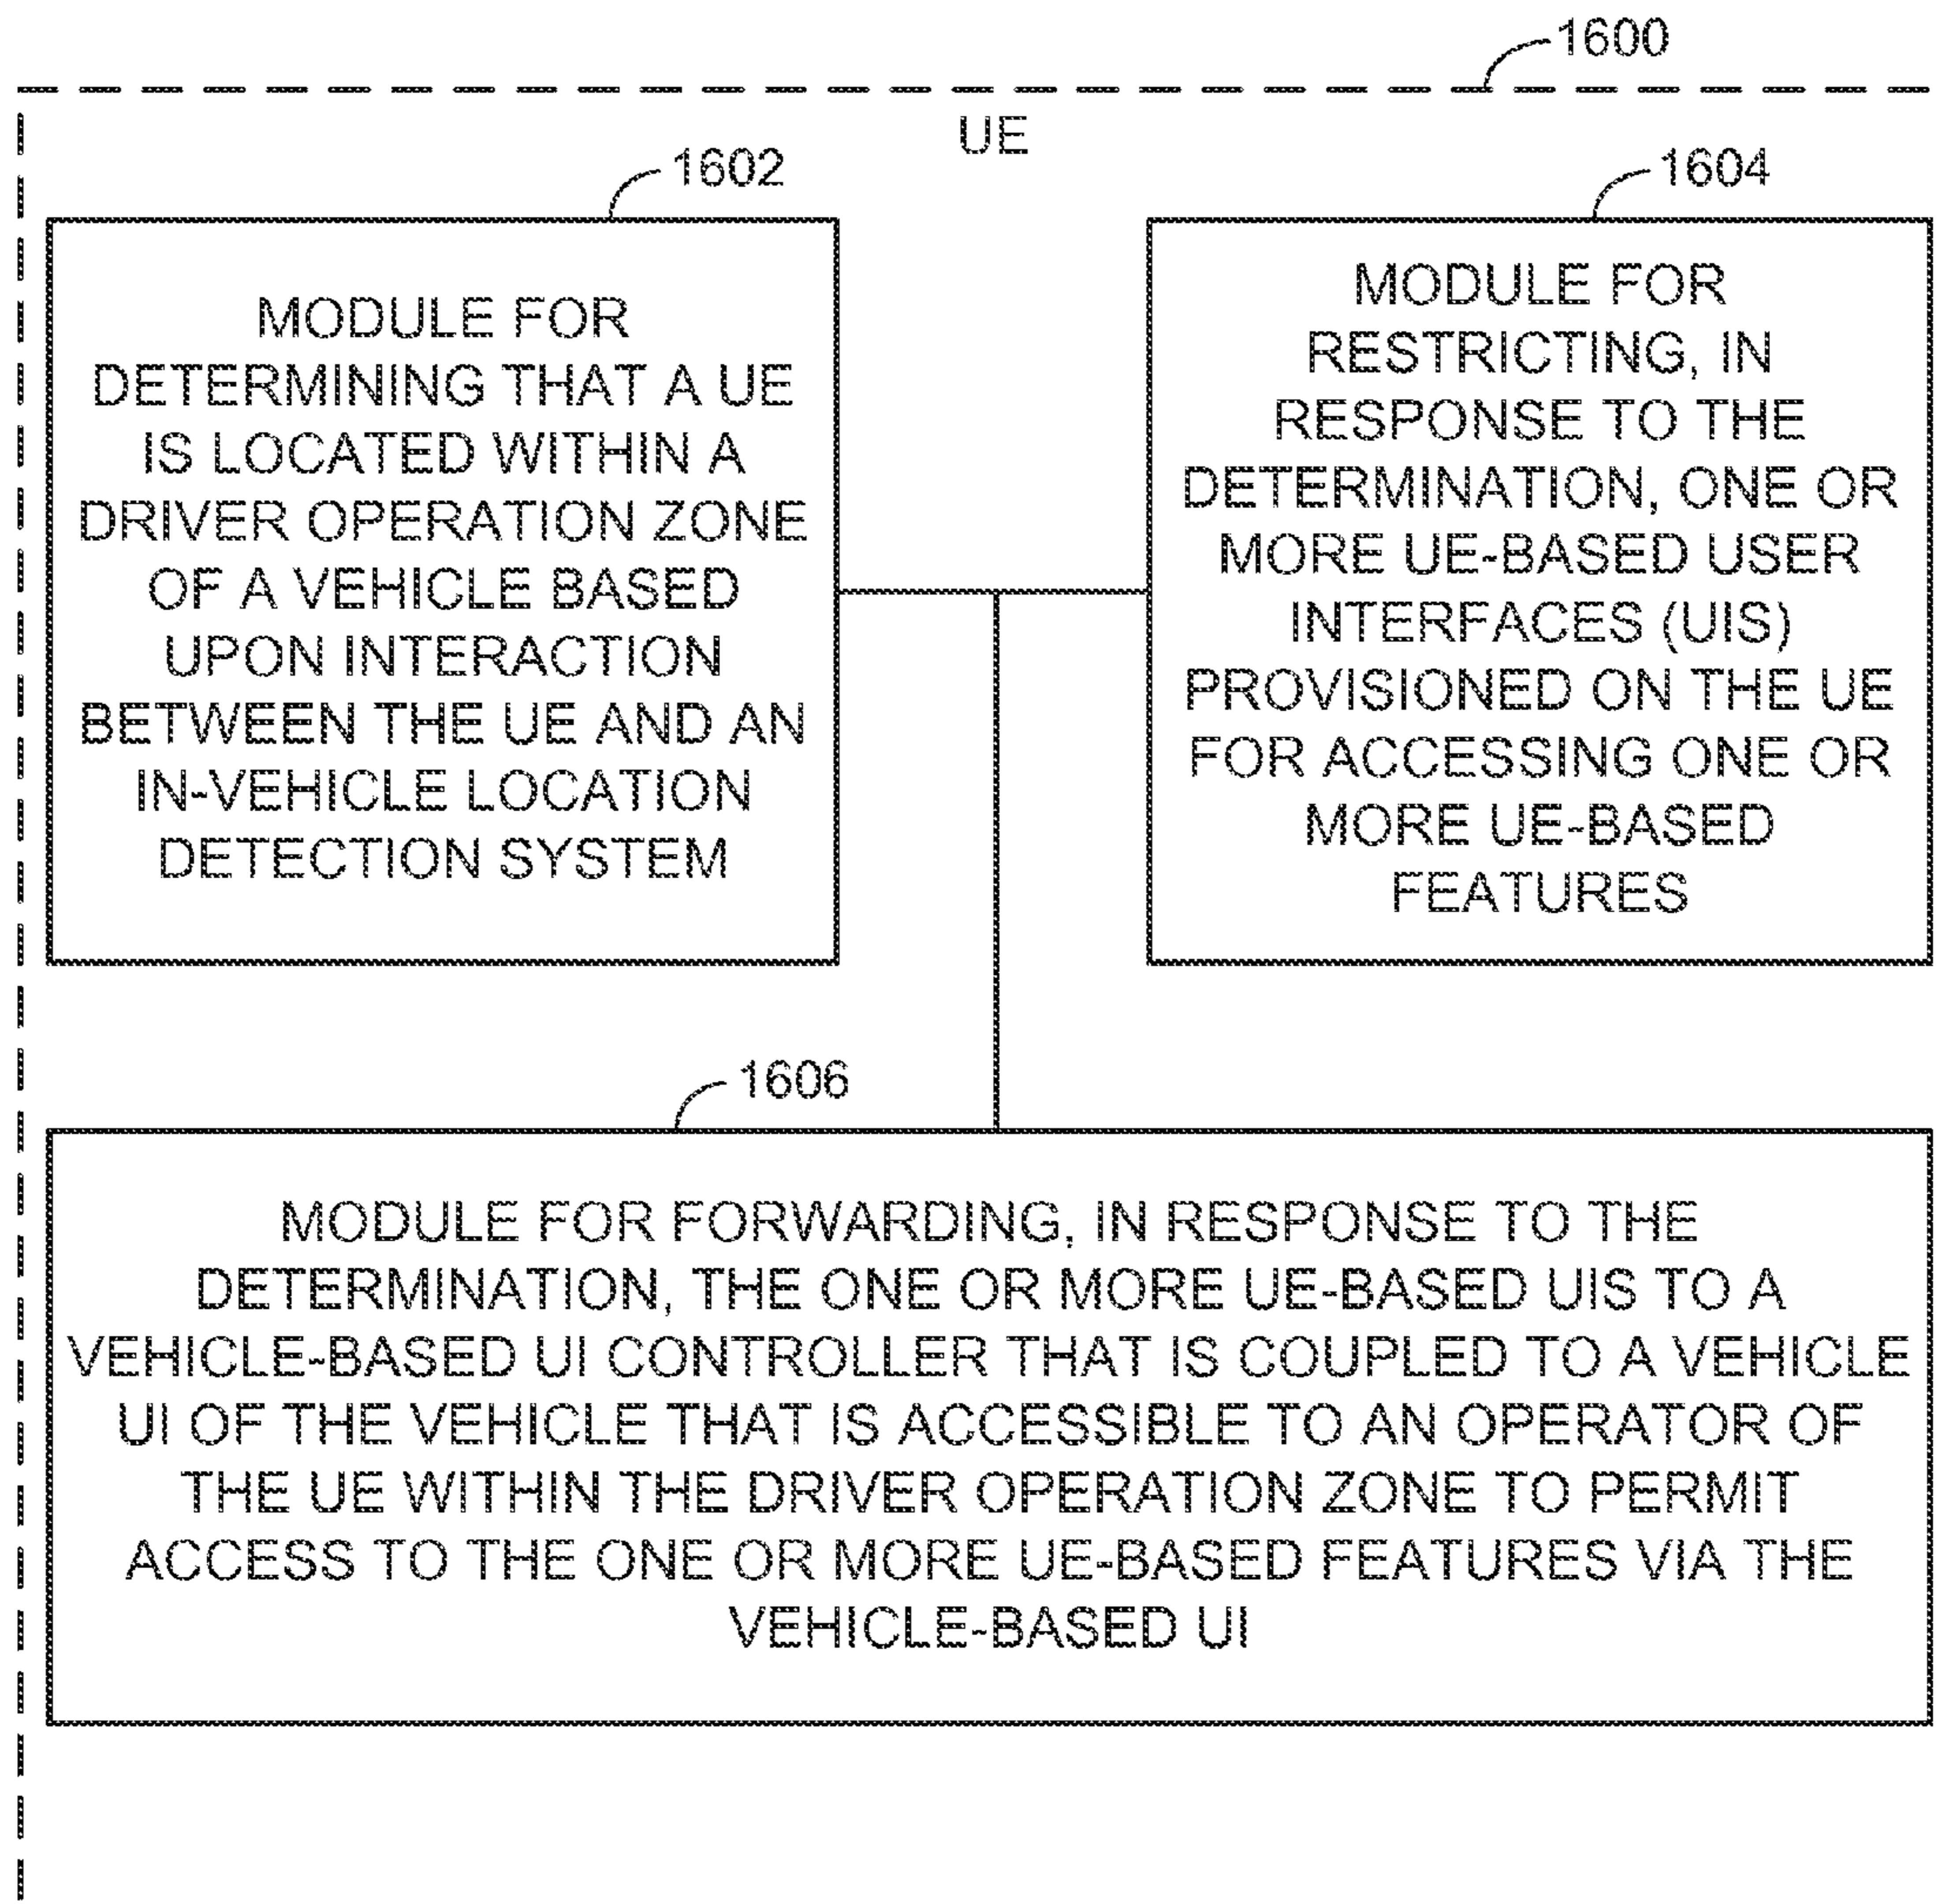 1600
UE
1602
MODULE FOR
DETERMINING THAT A UE
IS LOCATED WITHIN A
DRIVER OPERATION ZONE
OF A VEHICLE BASED
UPON INTERACTION
BETWEEN THE UE AND AN
IN-VEHICLE LOCATION
DETECTION SYSTEM
1604
MODULE FOR
RESTRICTING, IN
RESPONSE TO THE
DETERMINATION, ONE OR
MORE UE-BASED USER
INTERFACES (UIS)
PROVISIONED ON THE UE
FOR ACCESSING ONE OR
MORE UE-BASED
FEATURES
1606
MODULE FOR FORWARDING, IN RESPONSE TO THE
DETERMINATION, THE ONE OR MORE UE-BASED UIS TO A
VEHICLE-BASED UI CONTROLLER THAT IS COUPLED TO A VEHICLE
UI OF THE VEHICLE THAT IS ACCESSIBLE TO AN OPERATOR OF
THE UE WITHIN THE DRIVER OPERATION ZONE TO PERMIT
ACCESS TO THE ONE OR MORE UE-BASED FEATURES VIA THE
VEHICLE-BASED UI